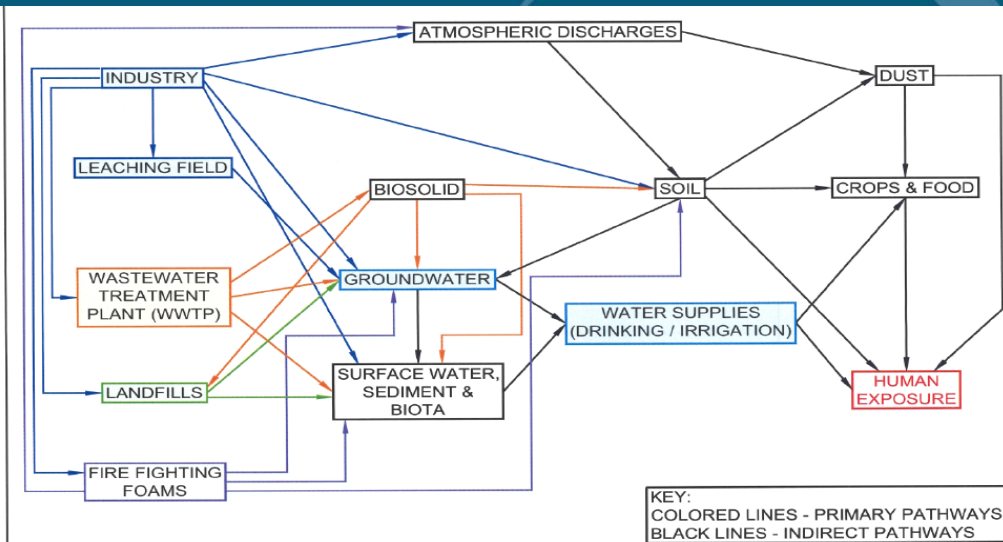 ATMOSPHERIC DISCHARGES
INDUSTRY
DUST
LEACHING FIELD
BIOSOLID
SOIL
CROPS & FOOD
WASTEWATER
TREATMENT
PLANT (WWTP)
GROUNDWATER
WATER SUPPLIES
(DRINKING / IRRIGATION)
LANDFILLS
SURFACE WATER,
SEDIMENT &
BIOTA
HUMAN
EXPOSURE
FIRE FIGHTING
FOAMS
KEY:
COLORED LINES - PRIMARY PATHWAYS
BLACK LINES - INDIRECT PATHWAYS